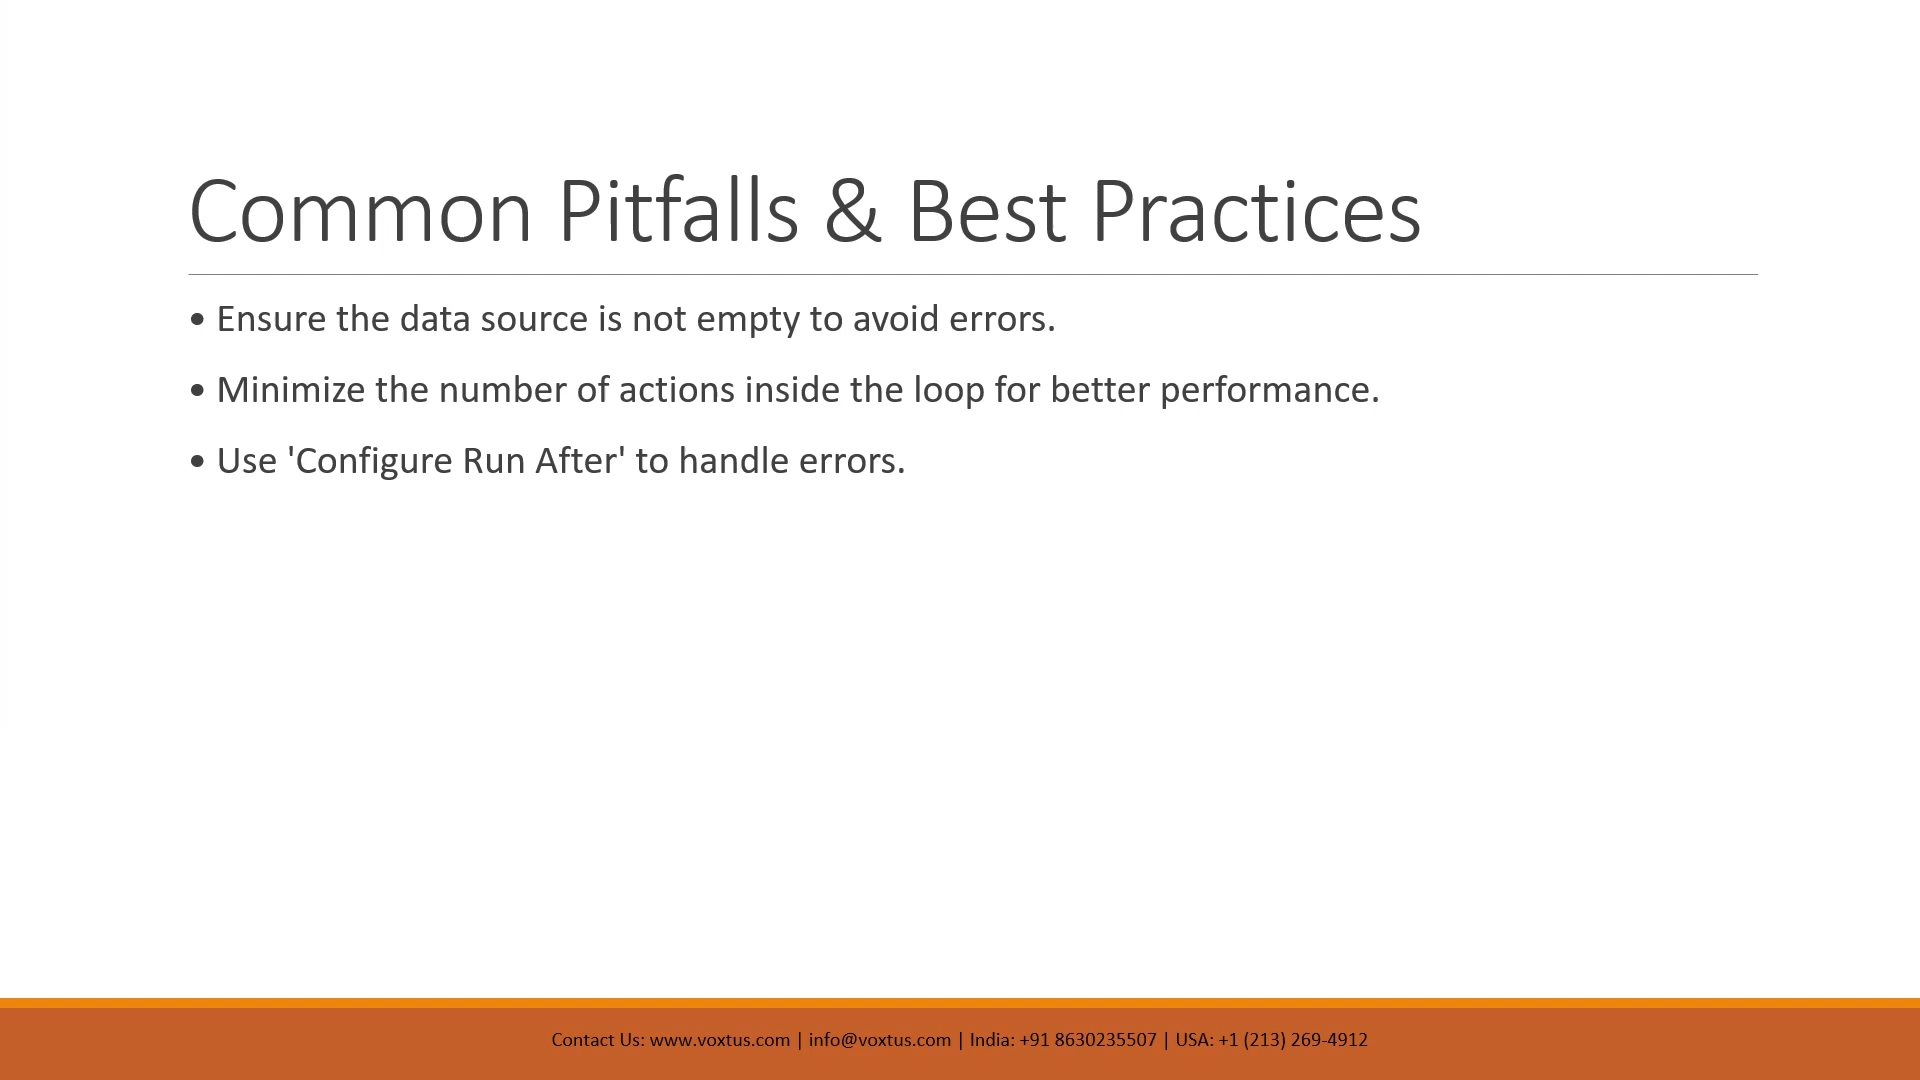 Common Pitfalls & Best Practices
• Ensure the data source is not empty to avoid errors.
• Minimize the number of actions inside the loop for better performance.
• Use 'Configure Run After' to handle errors.
Contact Us: www.voxtus.com | info@voxtus.com | India: +91 8630235507 | USA: +1 (213) 269-4912